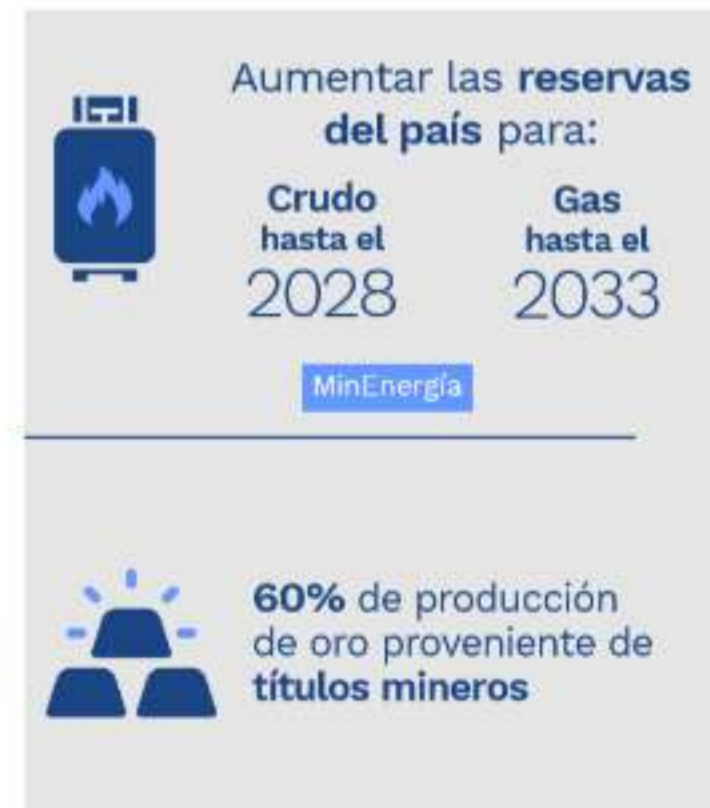 Aumentar las reservas
del país para:
Crudo
hasta el
2028
Gas
hasta el
2033
MinEnergía
60% de producción
de oro proveniente de
títulos mineros